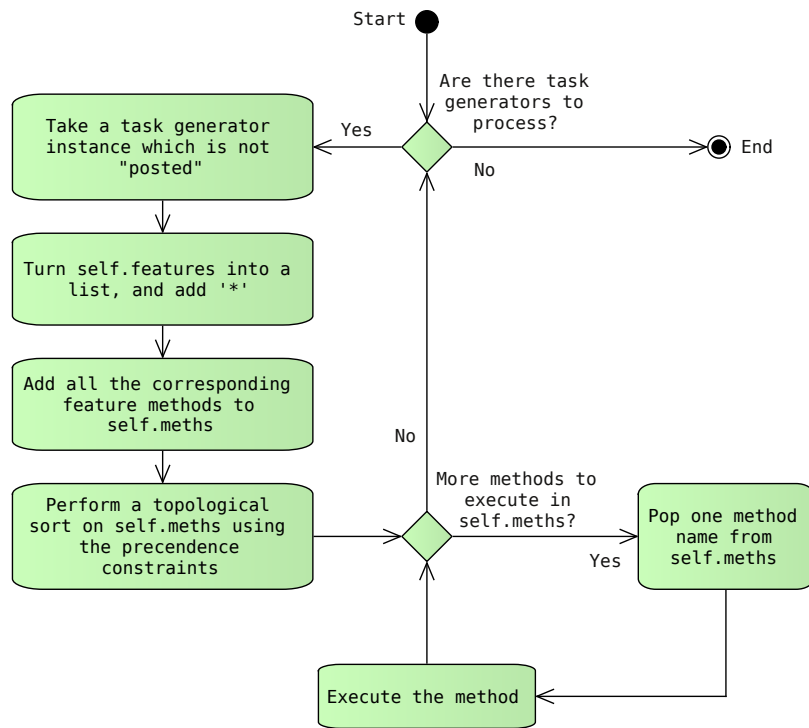 Start
Are there task
generators to
process?
Yes
No
End
Take a task generator
instance which is not
"posted"
Turn self.features into a
list, and add '*'
Add all the corresponding
feature methods to
self.meths
Perform a topological
sort on self.meths using
the precendence
constraints
No
More methods to
execute in
self.meths?
Yes
Pop one method
name from
self.meths
Execute the method